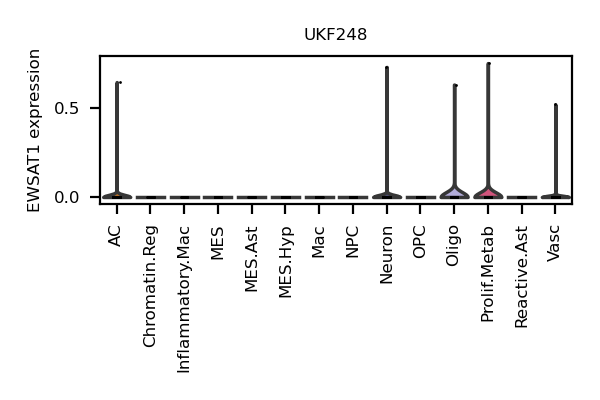 UKF248
EWSAT1 expression
0.5
0.0
AC
Chromatin.Reg
Inflammatory.Mac
MES
MES.Ast
MES.Hyp
Mac
NPC
Neuron
OPC
Oligo
Prolif.Metab
Reactive.Ast
Vasc